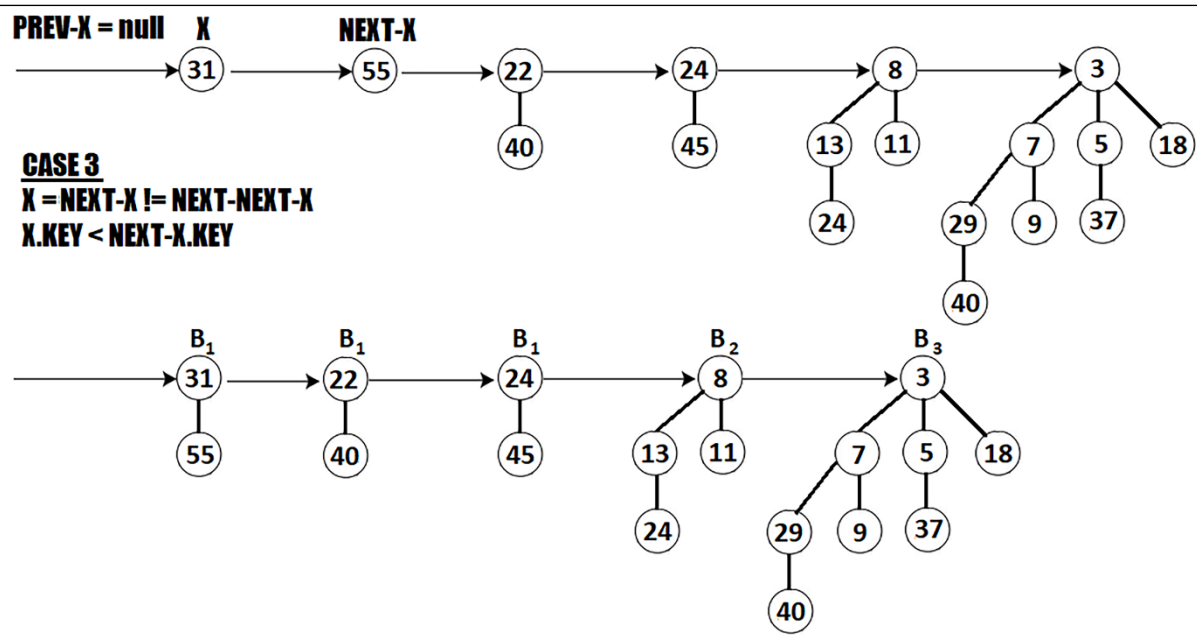 PREV-X = null X NEXT-X
31 55 22 24 8 3
40 45 13 11 7 5 18
CASE 3
X =NEXT-X != NEXT-NEXT-X
X.KEY < NEXT-X.KEY
24 29 9 37
40
B1 B1 B1 B2 B3
31 22 24 8 3
55 40 45 13 11 7 5 18
24 29 9 37
40